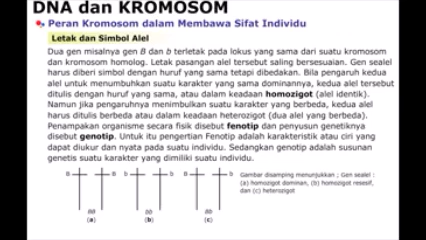 DNA dan KROMOSOM
Peran Kromosom dalam Membawa Sifat Individu
Letak dan Simbol Alel
Dua gen misalnya gen B dan b terletak pada lokus yang sama dari suatu kromosom
dan kromosom homolog. Letak pasangan alel tersebut saling bersesuaian. Gen sealel
harus diberi simbol dengan huruf yang sama tetapi dibedakan. Bila pengaruh kedua
alel untuk menumbuhkan suatu karakter yang sama dominannya, kedua alel tersebut
ditulis dengan huruf yang sama, atau dalam keadaan homozigot (alel identik).
Namun jika pengaruhnya menimbulkan suatu karakter yang berbeda, kedua alel
harus ditulis berbeda atau dalam keadaan heterozigot (dua alel yang berbeda).
Penampakan organisme secara fisik disebut fenotip dan penyusun genetiknya
disebut genotip. Untuk itu pengertian Fenotip adalah karakteristik atau ciri yang
dapat diukur dan nyata pada suatu individu. Sedangkan genotip adalah susunan
genetis suatu karakter yang dimiliki suatu individu.
B B b b B b
BB bb BB
(a) (b) (c)
Gambar disamping menunjukkan ; Gen sealel :
(a) homozigot dominan, (b) homozigot resesif,
dan (c) heterozigot